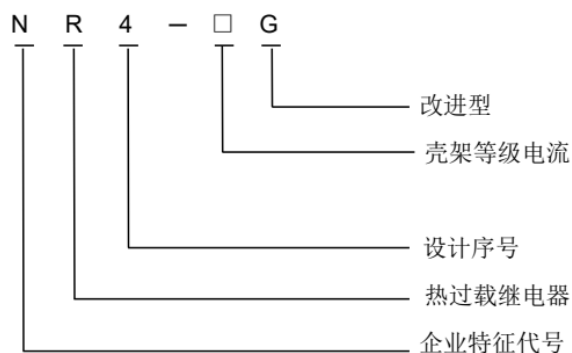 N R 4 - □ G
改进型
壳架等级电流
设计序号
热过载继电器
企业特征代号